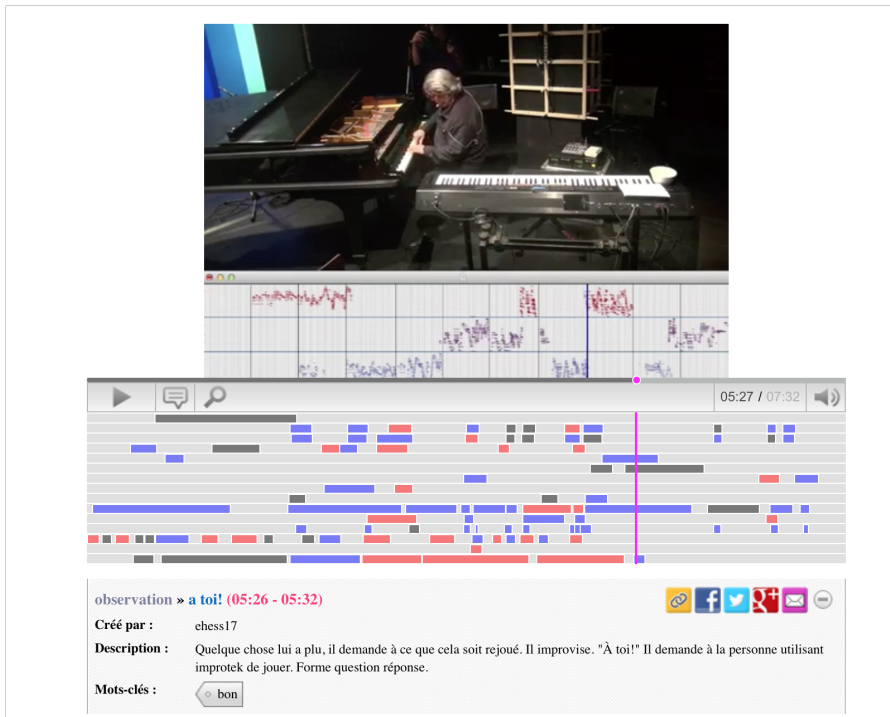 05:27 / 07:32
observation » a toi! (05:26 - 05:32)
Créé par : ehess17
Description : Quelque chose lui a plu, il demande à ce que cela soit rejoué. Il improvise. "À toi!" Il demande à la personne utilisant
improtek de jouer. Forme question réponse.
Mots-clés : bon